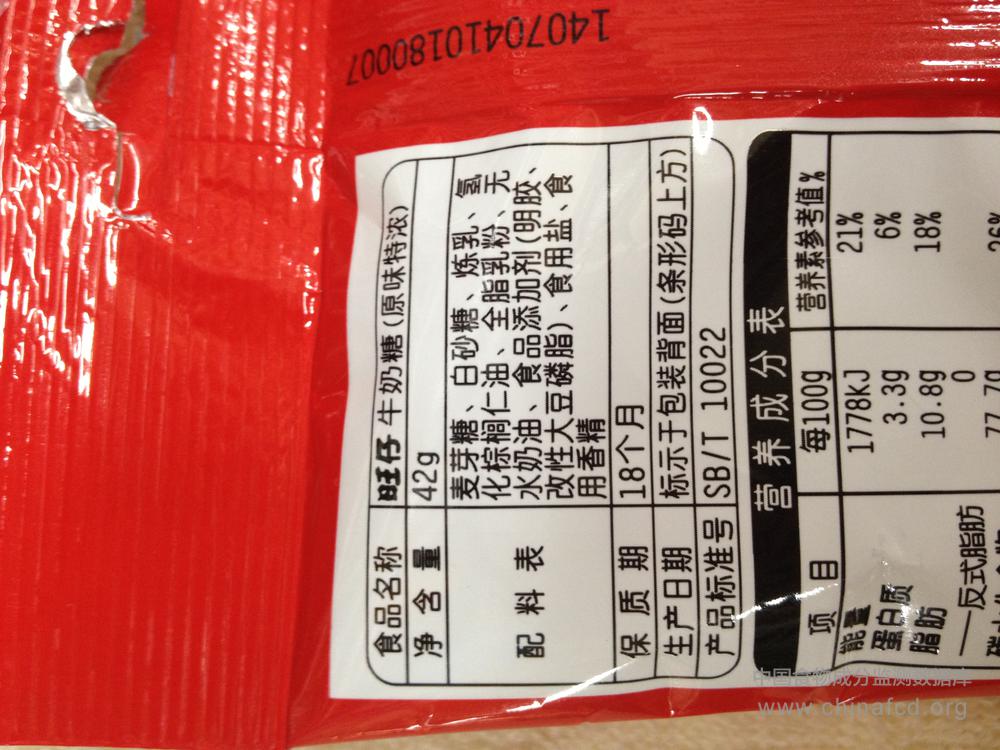 14070410180007
食品名称 旺仔牛奶糖(原味特浓)
净含量 42g
配料表 麦芽糖、白砂糖、炼乳、氢
化棕榈仁油、全脂乳粉、无
水奶油、食品添加剂(明胶、
改性大豆磷脂)、食用盐、食
用香精
保质期 18个月
生产日期 标示于包装背面(条形码上方)
产品标准号 SB/T 10022
营养成分表
项目 每100g 营养素参考值%
能量 1778kJ 21%
蛋白质 3.3g 6%
脂肪 10.8g 18%
—反式脂肪 0
77.7g 26%
中国食物成分监测数据库
www.chinafcd.org